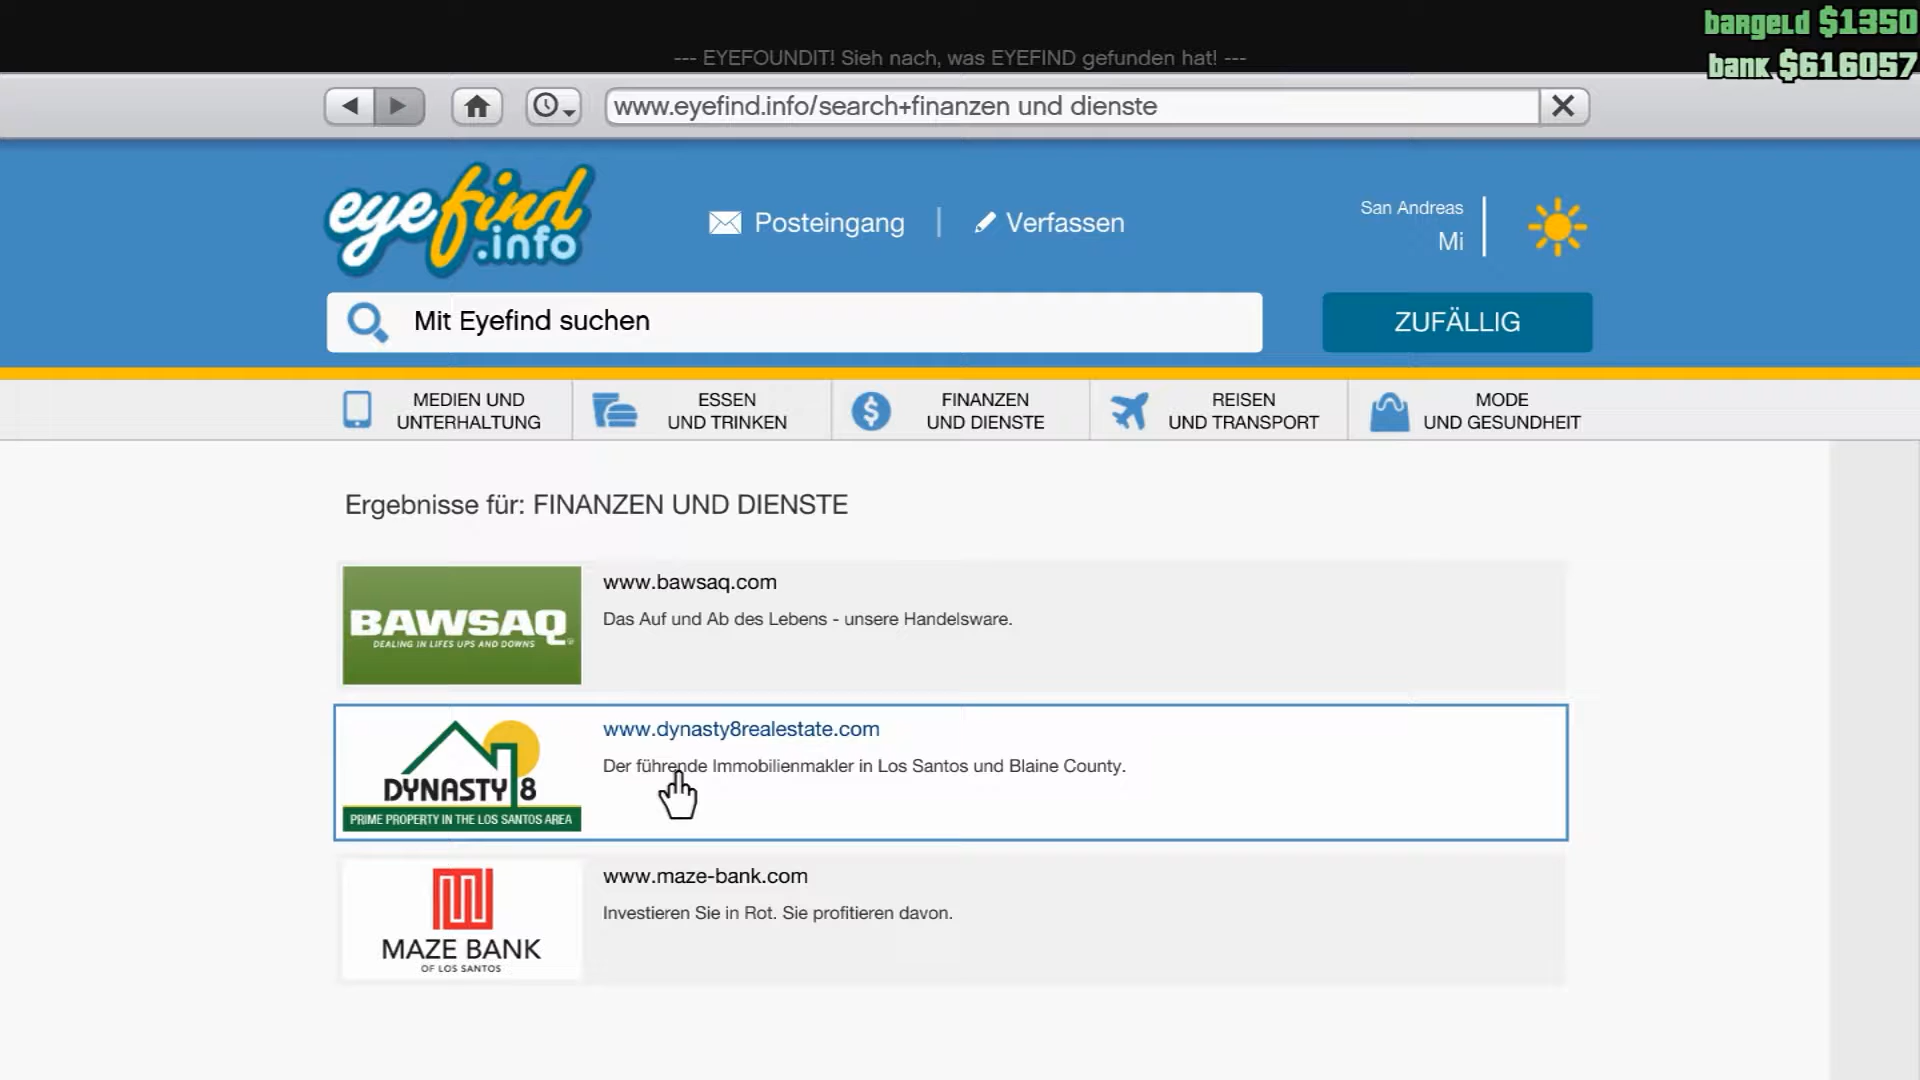 bargeld $1350
--- EYEFOUNDIT! Sieh nach, was EYEFIND gefunden hat! ---
bank $616057
www.eyefind.info/search+finanzen und dienste
eyefind
.info
Posteingang
Verfassen
San Andreas
Mi
Mit Eyefind suchen
ZUFÄLLIG
MEDIEN UND
UNTERHALTUNG
ESSEN
UND TRINKEN
FINANZEN
UND DIENSTE
REISEN
UND TRANSPORT
MODE
UND GESUNDHEIT
Ergebnisse für: FINANZEN UND DIENSTE
BAWSAQ
DEALING IN LIFES UPS AND DOWNS
www.bawsaq.com
Das Auf und Ab des Lebens - unsere Handelsware.
DYNASTY 8
PRIME PROPERTY IN THE LOS SANTOS AREA
www.dynasty8realestate.com
Der führende Immobilienmakler in Los Santos und Blaine County.
MAZE BANK
OF LOS SANTOS
www.maze-bank.com
Investieren Sie in Rot. Sie profitieren davon.